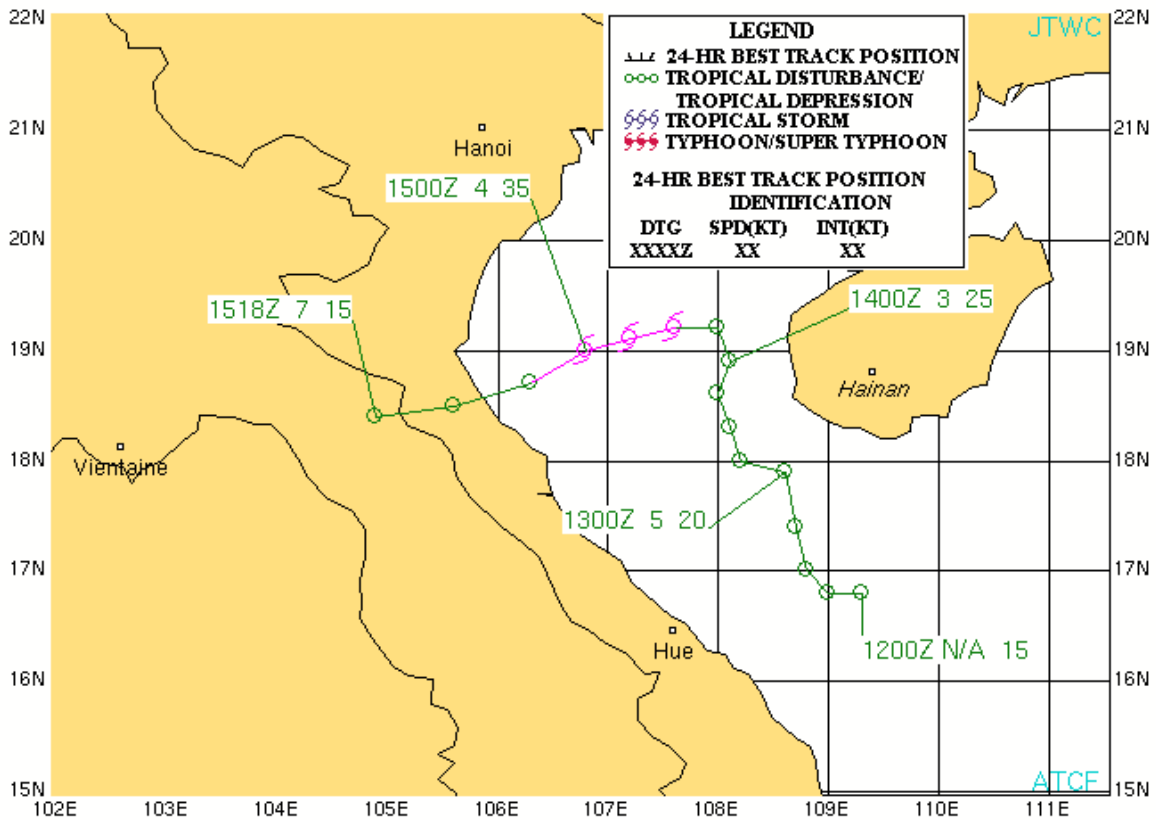 22N
22N
LEGEND
JTWC
24-HR BEST TRACK POSITION
TROPICAL DISTURBANCE/
TROPICAL DEPRESSION
TROPICAL STORM
TYPHOON/SUPER TYPHOON
21N
21N
Hanoi
24-HR BEST TRACK POSITION
IDENTIFICATION
DTG SPD(KT) INT(KT)
XXXXZ XX XX
1500Z 4 35
20N
20N
1518Z 7 15
1400Z 3 25
19N
19N
Hainan
18N
18N
Vientaine
1300Z 5 20
17N
17N
Hue
1200Z N/A 15
16N
16N
ATCF
15N
15N
102E 103E 104E 105E 106E 107E 108E 109E 110E 111E